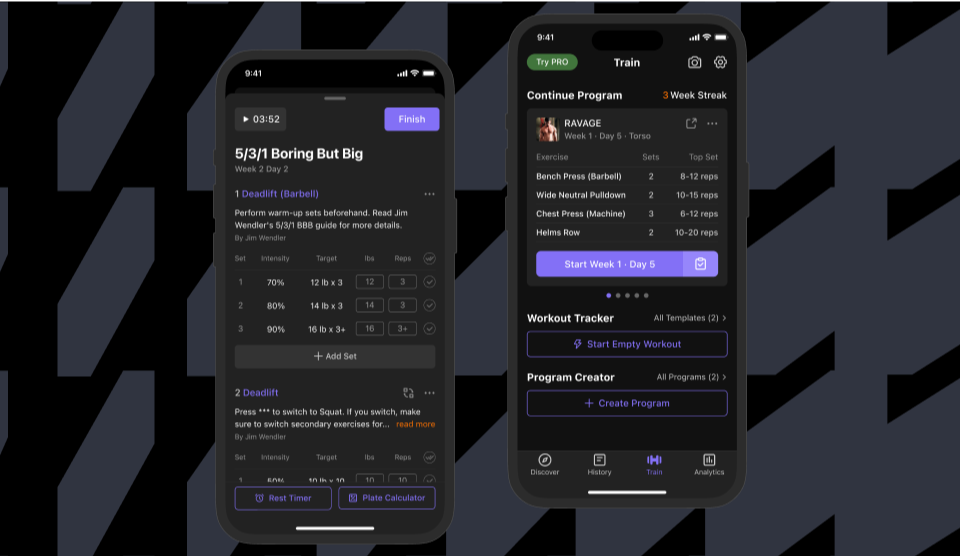 9:41
03:52
Finish
5/3/1 Boring But Big
Week 2 Day 2
1 Deadlift (Barbell)
Perform warm-up sets beforehand. Read Jim
Wendler's 5/3/1 BBB guide for more details.
By Jim Wendler
Set Intensity Target lbs Reps
1 70% 12 lb x 3 12 3
2 80% 14 lb x 3 14 3
3 90% 16 lb x 3+ 16 3+
+ Add Set
2 Deadlift
Press *** to switch to Squat. If you switch, make
sure to switch secondary exercises for... read more
By Jim Wendler
Set Intensity Target lbs Reps
1 50% 10 lb x 10 10 10
Rest Timer
Plate Calculator
9:41
Try PRO
Train
Continue Program
3 Week Streak
RAVAGE
Week 1 · Day 5 · Torso
Exercise Sets Top Set
Bench Press (Barbell) 2 8-12 reps
Wide Neutral Pulldown 2 10-15 reps
Chest Press (Machine) 3 6-12 reps
Helms Row 2 10-20 reps
Start Week 1 · Day 5
Workout Tracker
All Templates (2) >
Start Empty Workout
Program Creator
All Programs (2) >
+ Create Program
Discover
History
Train
Analytics